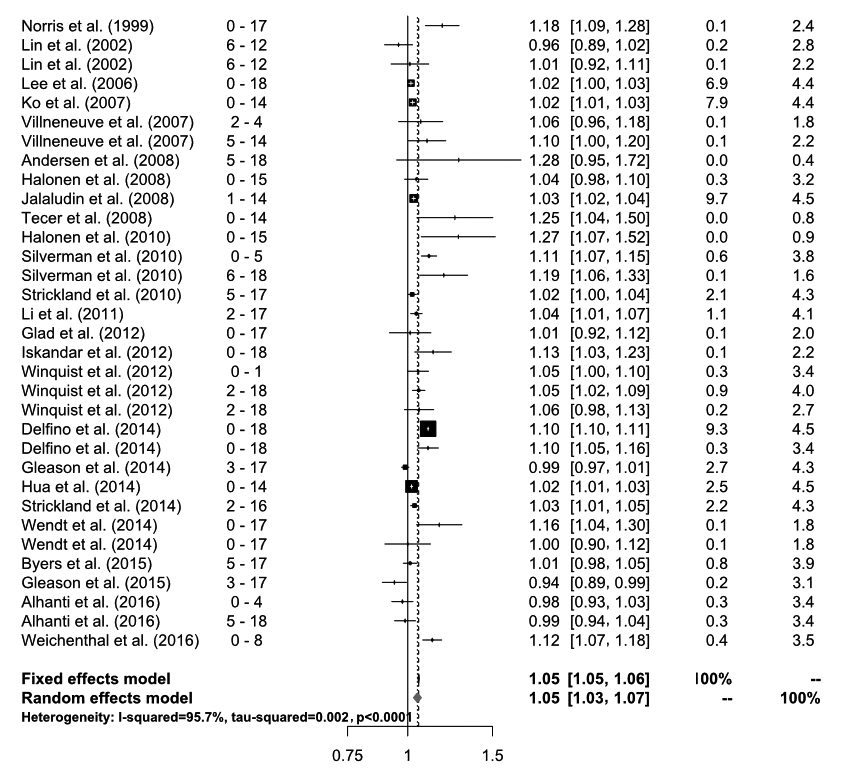 Norris et al. (1999) 0 - 17 1.18 [1.09, 1.28] 0.1 2.4
Lin et al. (2002) 6 - 12 0.96 [0.89, 1.02] 0.2 2.8
Lin et al. (2002) 6 - 12 1.01 [0.92, 1.11] 0.1 2.2
Lee et al. (2006) 0 - 18 1.02 [1.00, 1.03] 6.9 4.4
Ko et al. (2007) 0 - 14 1.02 [1.01, 1.03] 7.9 4.4
Villneneuve et al. (2007) 2 - 4 1.06 [0.96, 1.18] 0.1 1.8
Villneneuve et al. (2007) 5 - 14 1.10 [1.00, 1.20] 0.1 2.2
Andersen et al. (2008) 5 - 18 1.28 [0.95, 1.72] 0.0 0.4
Halonen et al. (2008) 0 - 15 1.04 [0.98, 1.10] 0.3 3.2
Jalaludin et al. (2008) 1 - 14 1.03 [1.02, 1.04] 9.7 4.5
Tecer et al. (2008) 0 - 14 1.25 [1.04, 1.50] 0.0 0.8
Halonen et al. (2010) 0 - 15 1.27 [1.07, 1.52] 0.0 0.9
Silverman et al. (2010) 0 - 5 1.11 [1.07, 1.15] 0.6 3.8
Silverman et al. (2010) 6 - 18 1.19 [1.06, 1.33] 0.1 1.6
Strickland et al. (2010) 5 - 17 1.02 [1.00, 1.04] 2.1 4.3
Li et al. (2011) 2 - 17 1.04 [1.01, 1.07] 1.1 4.1
Glad et al. (2012) 0 - 17 1.01 [0.92, 1.12] 0.1 2.0
Iskandar et al. (2012) 0 - 18 1.13 [1.03, 1.23] 0.1 2.2
Winquist et al. (2012) 0 - 1 1.05 [1.00, 1.10] 0.3 3.4
Winquist et al. (2012) 2 - 18 1.05 [1.02, 1.09] 0.9 4.0
Winquist et al. (2012) 2 - 18 1.06 [0.98, 1.13] 0.2 2.7
Delfino et al. (2014) 0 - 18 1.10 [1.10, 1.11] 9.3 4.5
Delfino et al. (2014) 0 - 18 1.10 [1.05, 1.16] 0.3 3.4
Gleason et al. (2014) 3 - 17 0.99 [0.97, 1.01] 2.7 4.3
Hua et al. (2014) 0 - 14 1.02 [1.01, 1.03] 2.5 4.5
Strickland et al. (2014) 2 - 16 1.03 [1.01, 1.05] 2.2 4.3
Wendt et al. (2014) 0 - 17 1.16 [1.04, 1.30] 0.1 1.8
Wendt et al. (2014) 0 - 17 1.00 [0.90, 1.12] 0.1 1.8
Byers et al. (2015) 5 - 17 1.01 [0.98, 1.05] 0.8 3.9
Gleason et al. (2015) 3 - 17 0.94 [0.89, 0.99] 0.2 3.1
Alhanti et al. (2016) 0 - 4 0.98 [0.93, 1.03] 0.3 3.4
Alhanti et al. (2016) 5 - 18 0.99 [0.94, 1.04] 0.3 3.4
Weichenthal et al. (2016) 0 - 8 1.12 [1.07, 1.18] 0.4 3.5
Fixed effects model 1.05 [1.05, 1.06] 100% --
Random effects model 1.05 [1.03, 1.07] -- 100%
Heterogeneity: I-squared=95.7%, tau-squared=0.002, p<0.0001
0.75 1 1.5